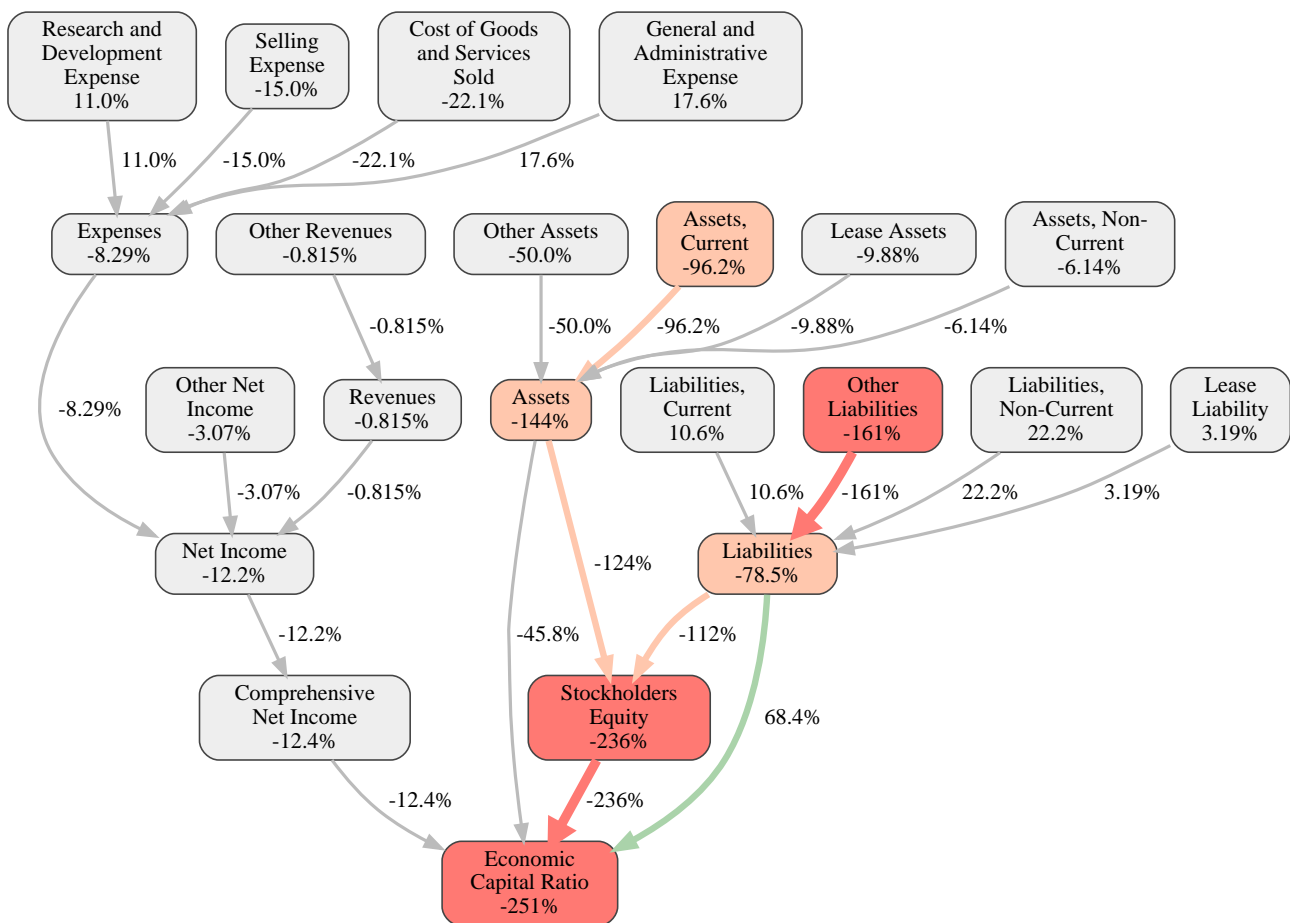 Research and
Development
Expense
11.0%
Selling
Expense
-15.0%
Cost of Goods
and Services
Sold
-22.1%
General and
Administrative
Expense
17.6%
11.0%
-15.0%
-22.1%
17.6%
Expenses
-8.29%
Other Revenues
-0.815%
Other Assets
-50.0%
Assets,
Current
-96.2%
Lease Assets
-9.88%
Assets, Non-
Current
-6.14%
-0.815%
-50.0%
-96.2%
-9.88%
-6.14%
-8.29%
Other Net
Income
-3.07%
Revenues
-0.815%
Assets
-144%
Liabilities,
Current
10.6%
Other
Liabilities
-161%
Liabilities,
Non-Current
22.2%
Lease
Liability
3.19%
-3.07%
-0.815%
10.6%
-161%
22.2%
3.19%
Net Income
-12.2%
-124%
Liabilities
-78.5%
-12.2%
-45.8%
-112%
Comprehensive
Net Income
-12.4%
Stockholders
Equity
-236%
68.4%
-12.4%
-236%
Economic
Capital Ratio
-251%